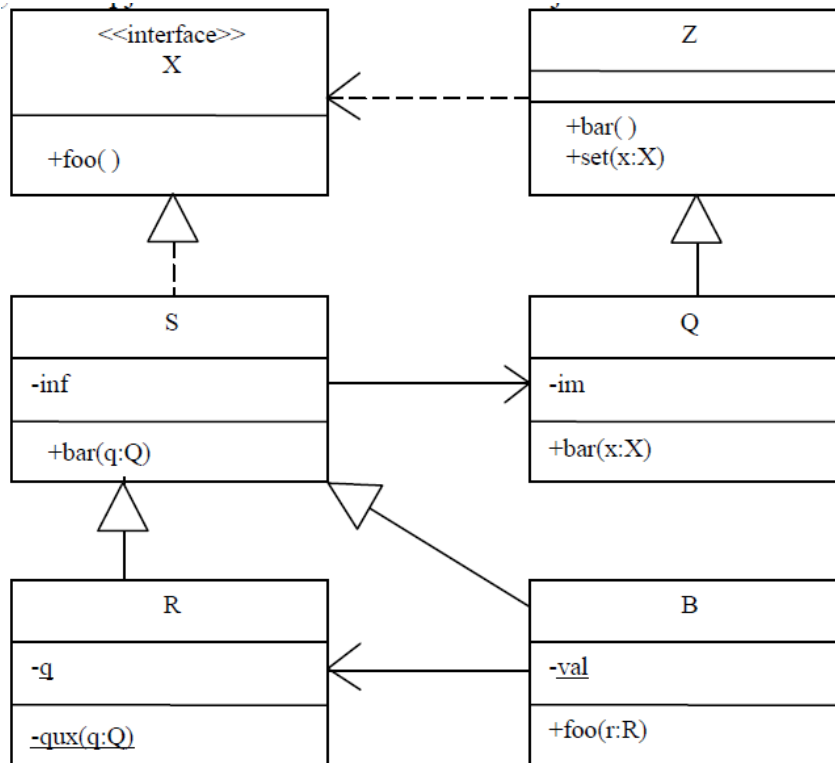 <<interface>>
X
+foo( )
Z
+bar( )
+set(x:X)
S
-inf
+bar(q:Q)
Q
-im
+bar(x:X)
R
-q
-qux(q:Q)
B
-val
+foo(r:R)